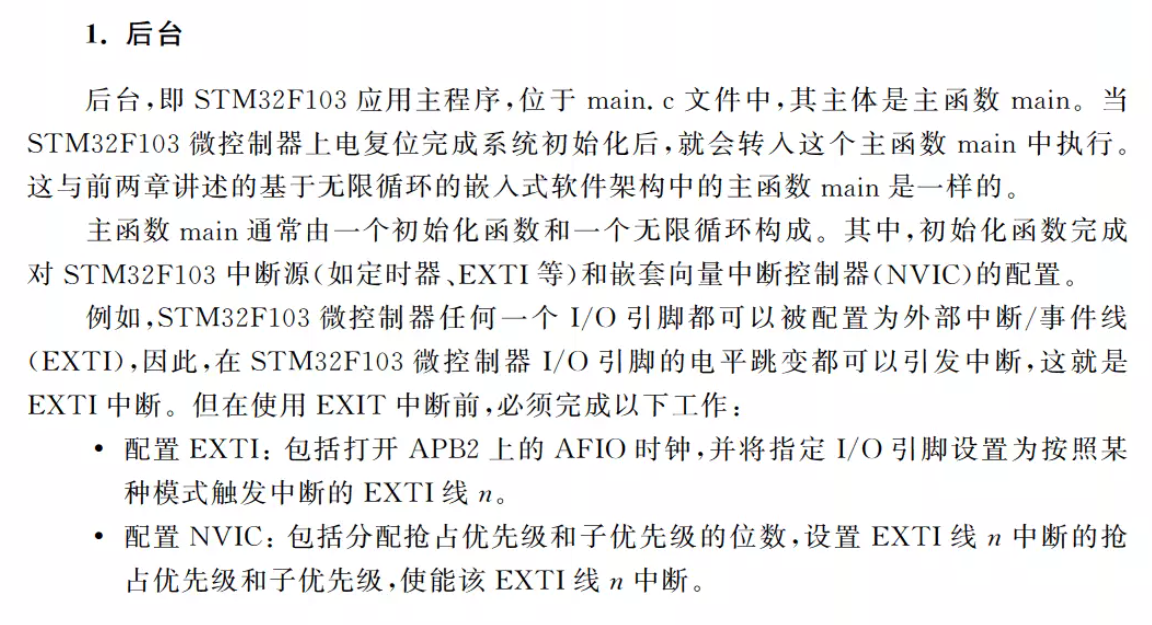 1. 后台
后台,即 STM32F103 应用主程序,位于 main. c 文件中,其主体是主函数 main。当
STM32F103 微控制器上电复位完成系统初始化后,就会转入这个主函数 main 中执行。
这与前两章讲述的基于无限循环的嵌入式软件架构中的主函数 main 是一样的。
主函数 main 通常由一个初始化函数和一个无限循环构成。其中,初始化函数完成
对 STM32F103 中断源(如定时器、EXTI 等)和嵌套向量中断控制器(NVIC)的配置。
例如,STM32F103 微控制器任何一个 I/O 引脚都可以被配置为外部中断/事件线
(EXTI),因此,在 STM32F103 微控制器 I/O 引脚的电平跳变都可以引发中断,这就是
EXTI 中断。但在使用 EXIT 中断前,必须完成以下工作:
• 配置 EXTI: 包括打开 APB2 上的 AFIO 时钟,并将指定 I/O 引脚设置为按照某
种模式触发中断的 EXTI 线 n。
• 配置 NVIC: 包括分配抢占优先级和子优先级的位数,设置 EXTI 线 n 中断的抢
占优先级和子优先级,使能该 EXTI 线 n 中断。